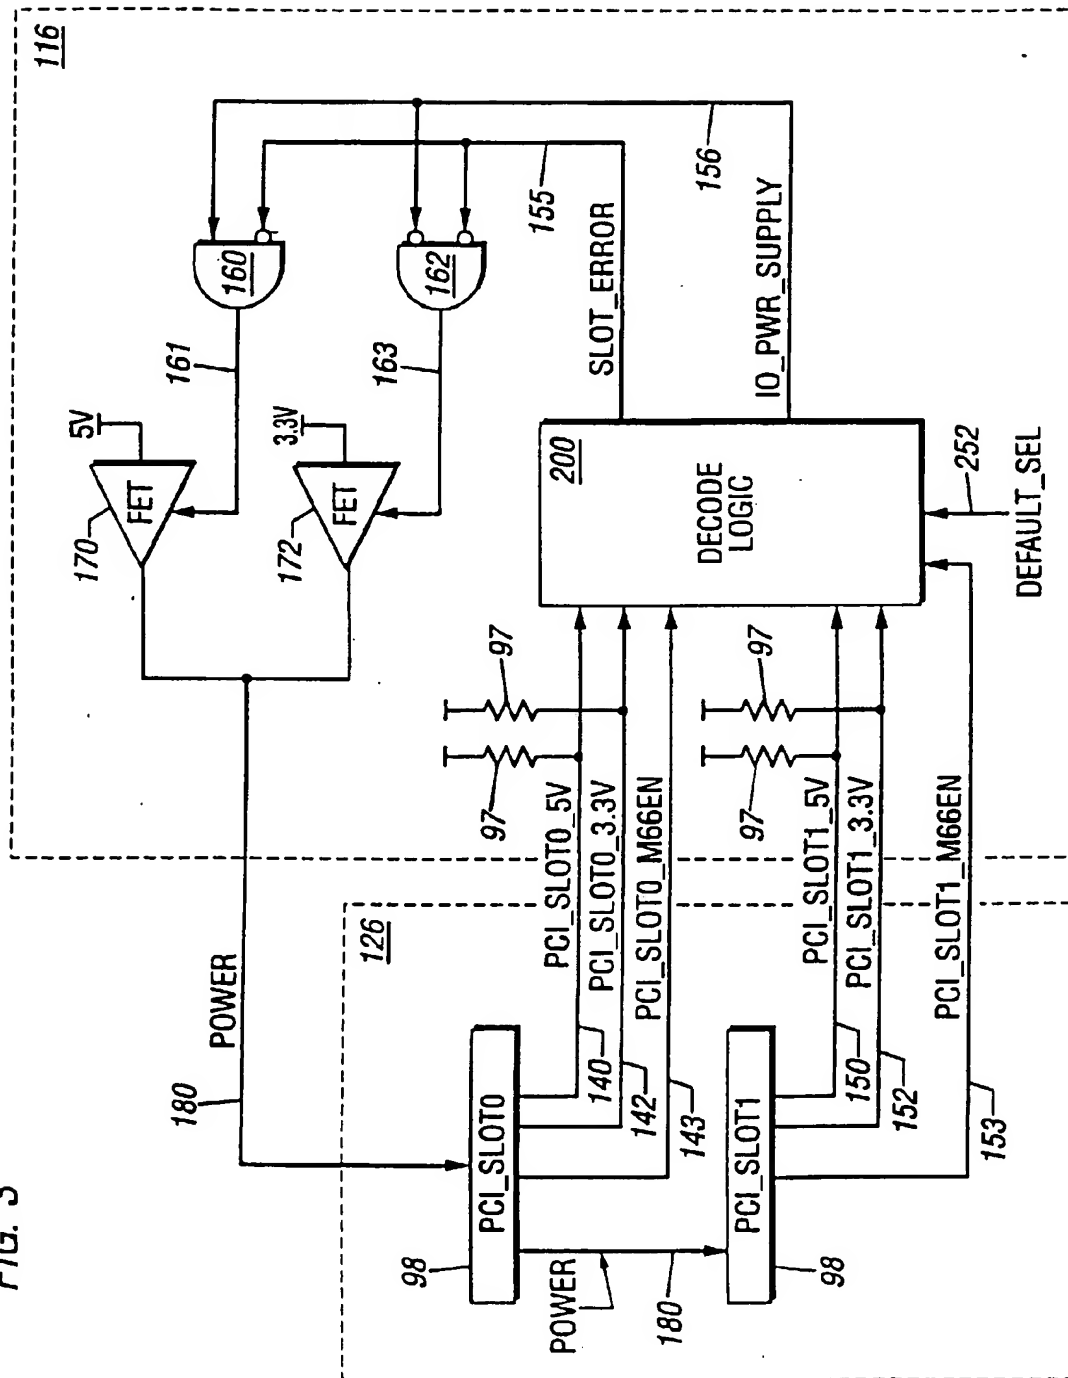 FIG. 3
116
126
POWER
180
170
FET
5V
161
160
172
FET
3.3V
163
162
155
156
SLOT_ERROR
IO_PWR_SUPPLY
200
DECODE
LOGIC
252
DEFAULT_SEL
97
97
97
97
PCI_SLOT0_5V
PCI_SLOT0_3.3V
PCI_SLOT0_M66EN
140
142
143
PCI_SLOT0
98
POWER
180
PCI_SLOT1_5V
PCI_SLOT1_3.3V
PCI_SLOT1_M66EN
150
152
153
PCI_SLOT1
98